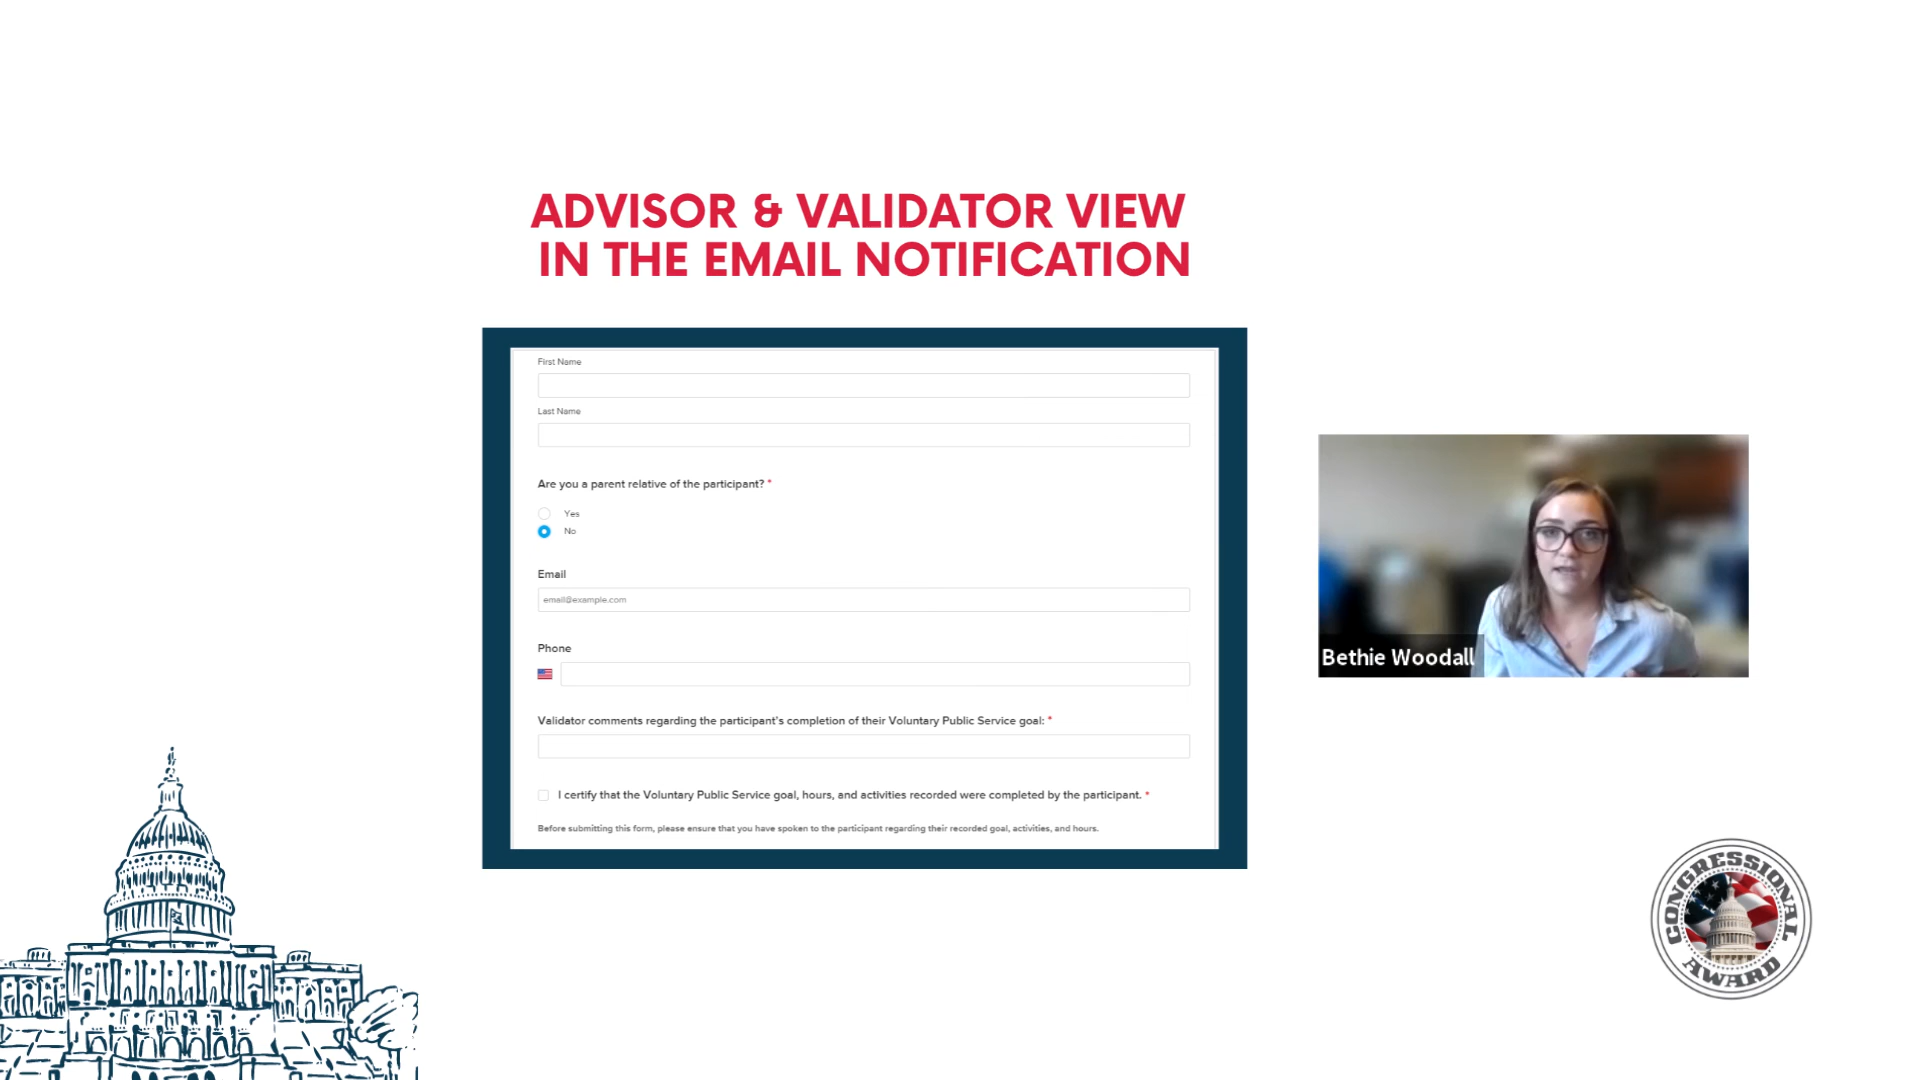 ADVISOR & VALIDATOR VIEW
IN THE EMAIL NOTIFICATION
First Name
Last Name
Are you a parent relative of the participant? *
Yes
No
Email
email@example.com
Phone
Validator comments regarding the participant's completion of their Voluntary Public Service goal: *
I certify that the Voluntary Public Service goal, hours, and activities recorded were completed by the participant. *
Before submitting this form, please ensure that you have spoken to the participant regarding their recorded goal, activities, and hours.
Bethie Woodall
CONGRESSIONAL
AWARD